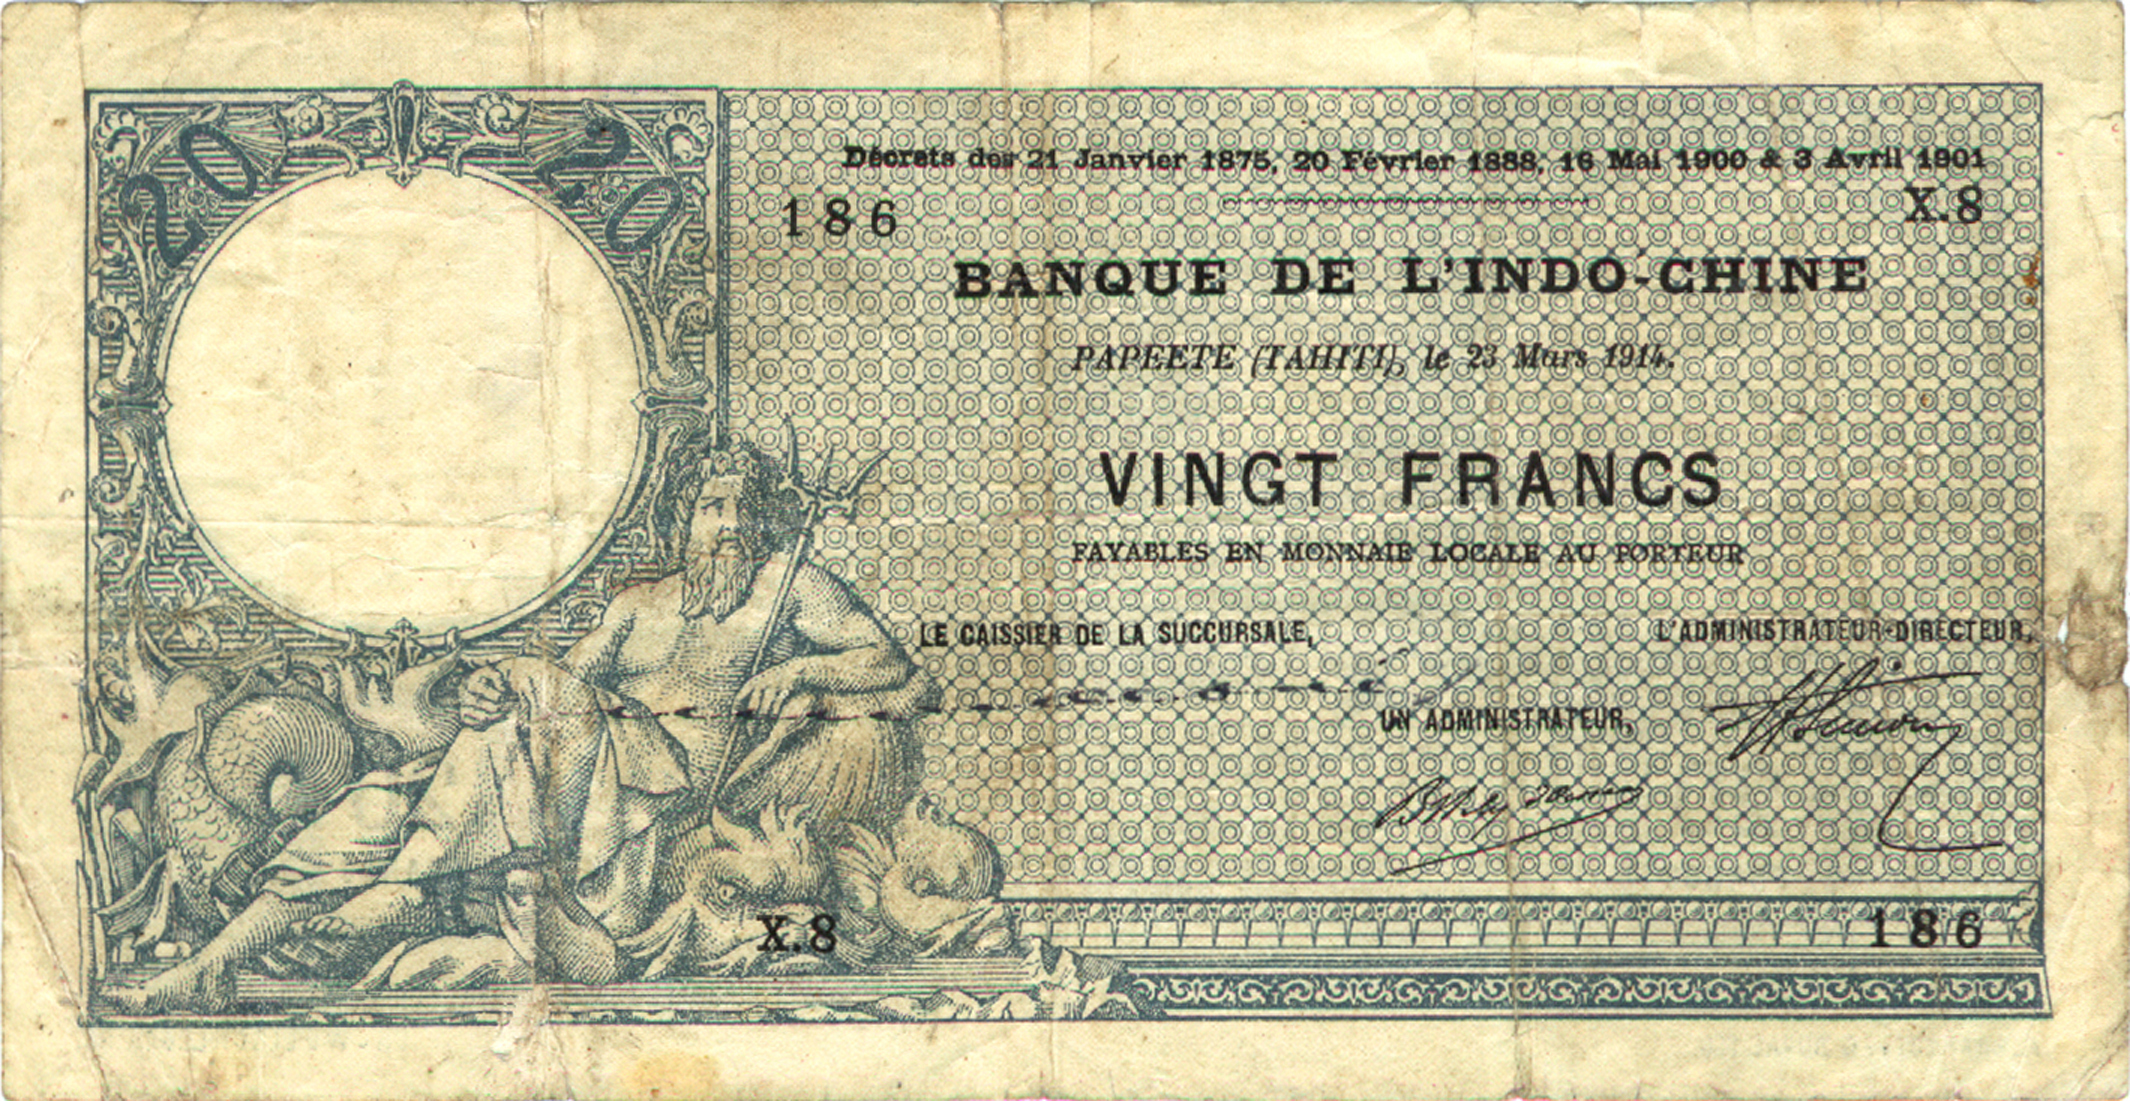 20 20
Décrets des 21 Janvier 1875, 20 Février 1888, 16 Mai 1900 & 3 Avril 1901
186 X.8
BANQUE DE L'INDO-CHINE
PAPEETE (TAHITI), le 23 Mars 1914.
VINGT FRANCS
PAYABLES EN MONNAIE LOCALE AU PORTEUR
LE CAISSIER DE LA SUCCURSALE, L'ADMINISTRATEUR-DIRECTEUR,
UN ADMINISTRATEUR,
X.8 186